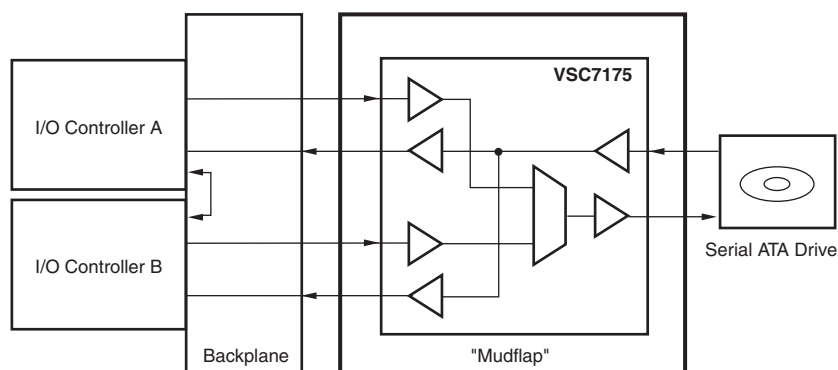 VSC7175
I/O Controller A
I/O Controller B
Serial ATA Drive
Backplane
"Mudflap"